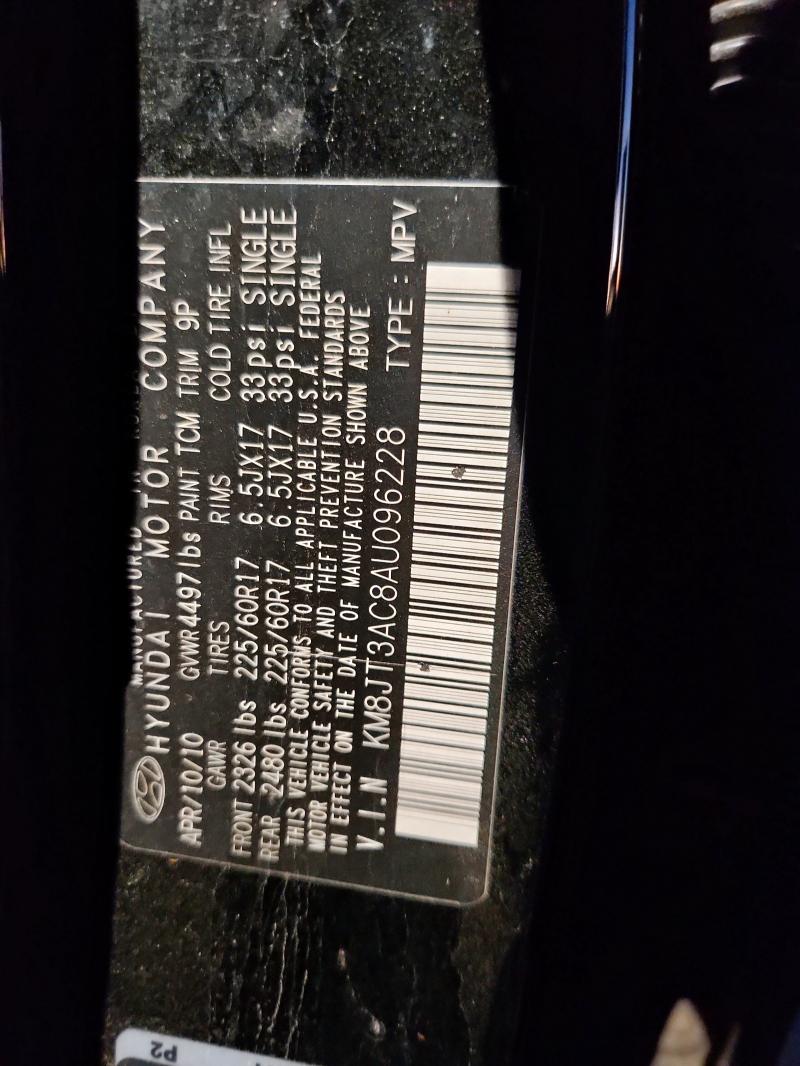 MANUFACTURED
HYUNDAI MOTOR COMPANY
APR/10/10 GVWR 4497lbs PAINT TCM TRIM 9P
GAWR TIRES RIMS COLD TIRE INFL
FRONT 2326 lbs 225/60R17 6.5JX17 33psi SINGLE
REAR 2480 lbs 225/60R17 6.5JX17 33psi SINGLE
THIS VEHICLE CONFORMS TO ALL APPLICABLE U.S.A. FEDERAL
MOTOR VEHICLE SAFETY AND THEFT PREVENTION STANDARDS
IN EFFECT ON THE DATE OF MANUFACTURE SHOWN ABOVE
V.I.N KM8JT3AC8AU096228 TYPE : MPV
P2